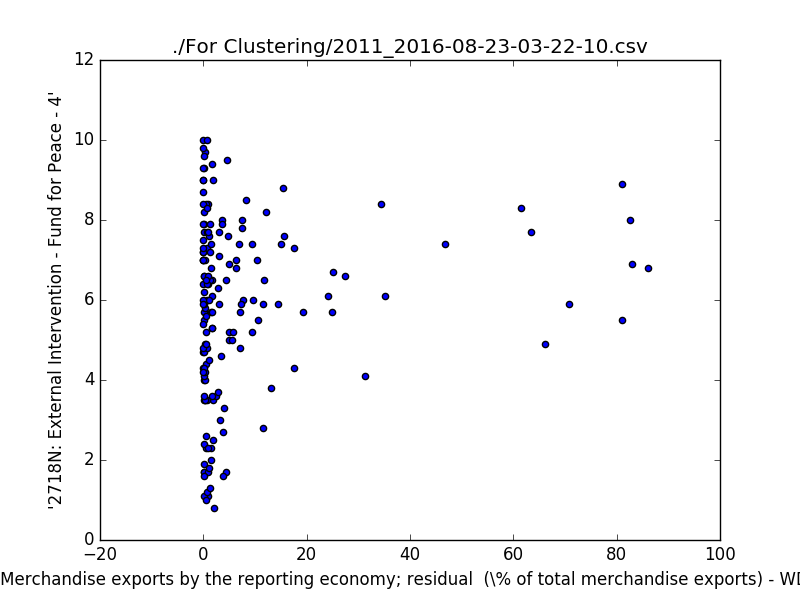 ./For Clustering/2011_2016-08-23-03-22-10.csv
'2718N: External Intervention - Fund for Peace - 4'
12
10
8
6
4
2
0
−20 0 20 40 60 80 100
Merchandise exports by the reporting economy; residual (\% of total merchandise exports) - WD